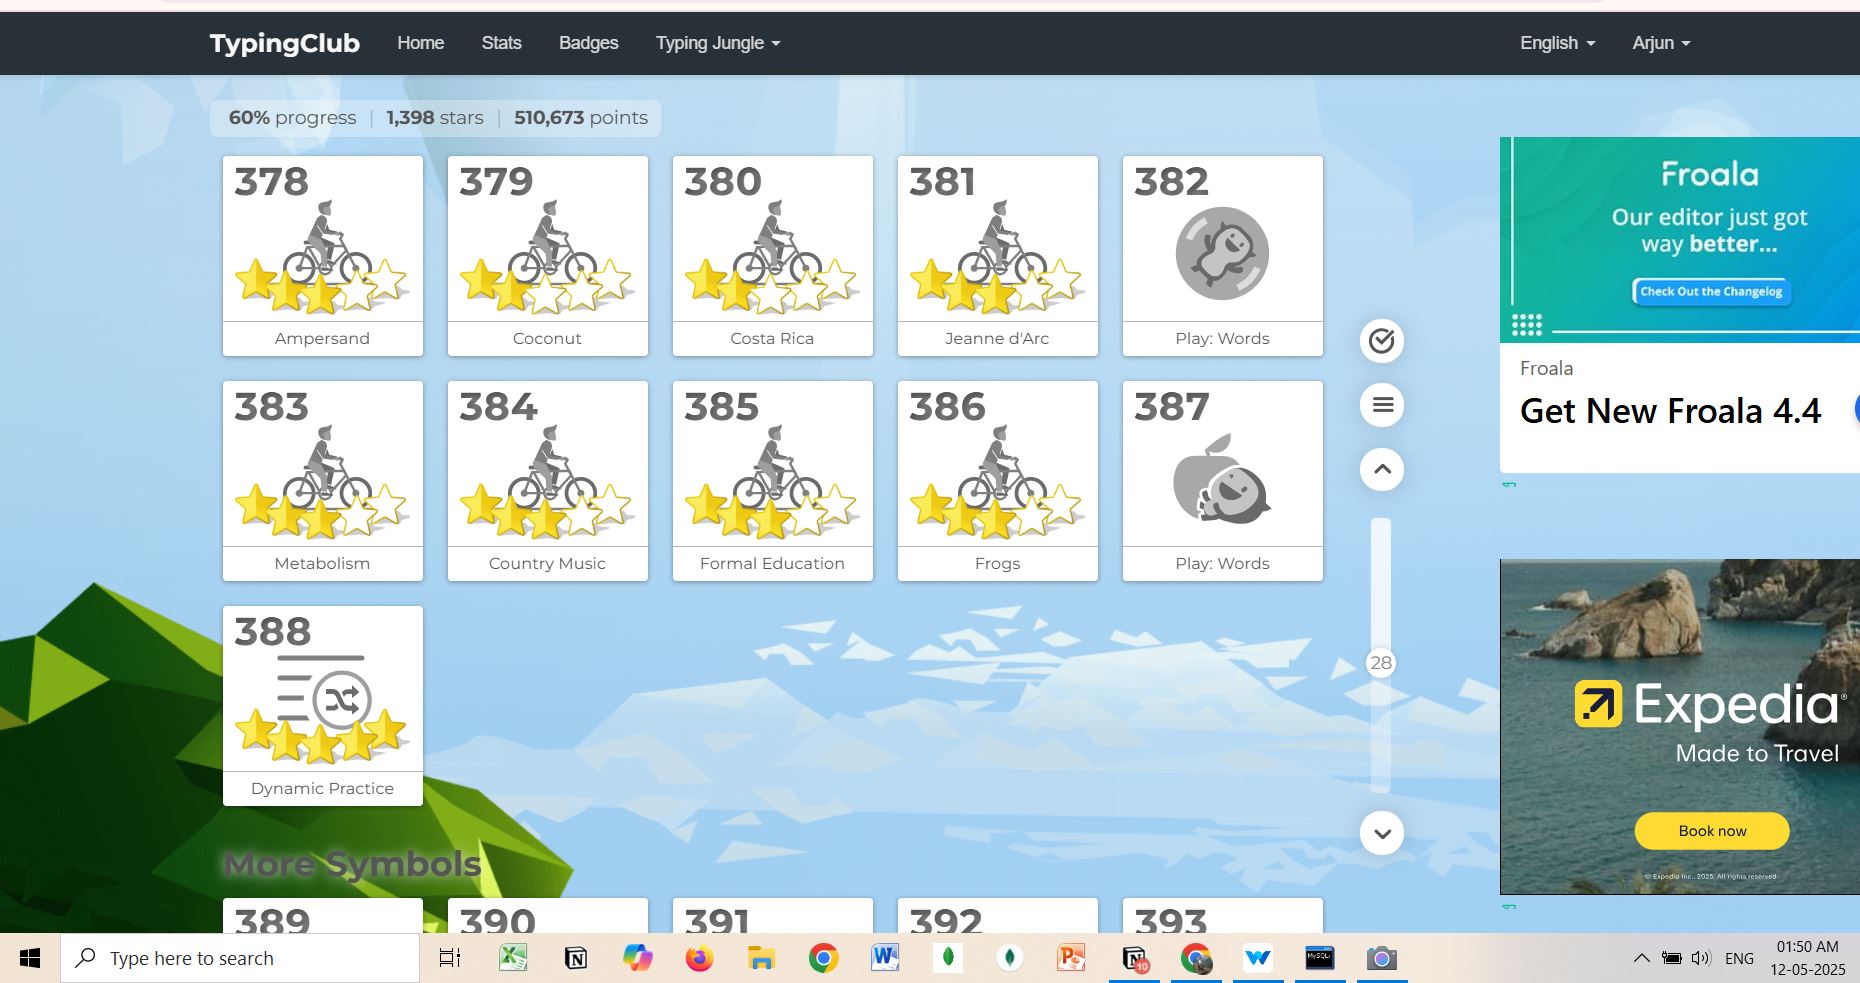 TypingClub Home Stats Badges Typing Jungle English Arjun
60% progress | 1,398 stars | 510,673 points
378 379 380 381 382
Ampersand Coconut Costa Rica Jeanne d'Arc Play: Words
383 384 385 386 387
Metabolism Country Music Formal Education Frogs Play: Words
388
Dynamic Practice
28
More Symbols
389 390 391 392 393
Froala
Our editor just got
way better...
Check Out the Changelog
Froala
Get New Froala 4.4
Expedia
Made to Travel
Book now
© Expedia Inc., 2025. All rights reserved.
Type here to search
10
MySQL
ENG
01:50 AM
12-05-2025